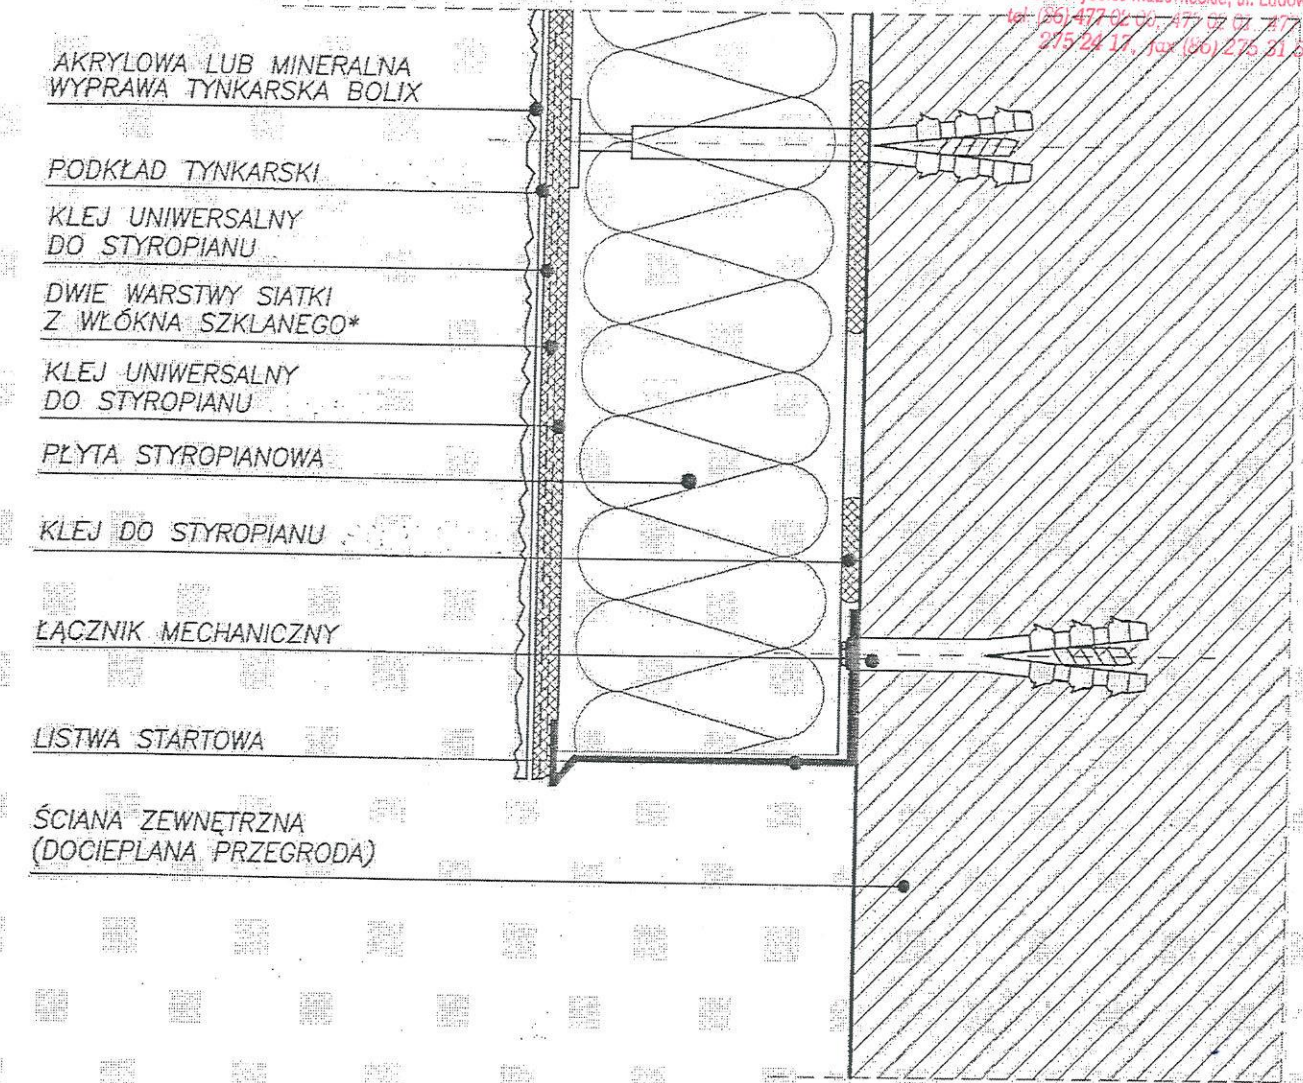 tel (86) 477 02 00, 477 02 02, 477
275 24 17, fax (86) 275 31
AKRYLOWA LUB MINERALNA
WYPRAWA TYNKARSKA BOLIX
PODKŁAD TYNKARSKI
KLEJ UNIWERSALNY
DO STYROPIANU
DWIE WARSTWY SIATKI
Z WŁÓKNA SZKLANEGO*
KLEJ UNIWERSALNY
DO STYROPIANU
PŁYTA STYROPIANOWA
KLEJ DO STYROPIANU
ŁĄCZNIK MECHANICZNY
LISTWA STARTOWA
ŚCIANA ZEWNĘTRZNA
(DOCIEPLANA PRZEGRODA)